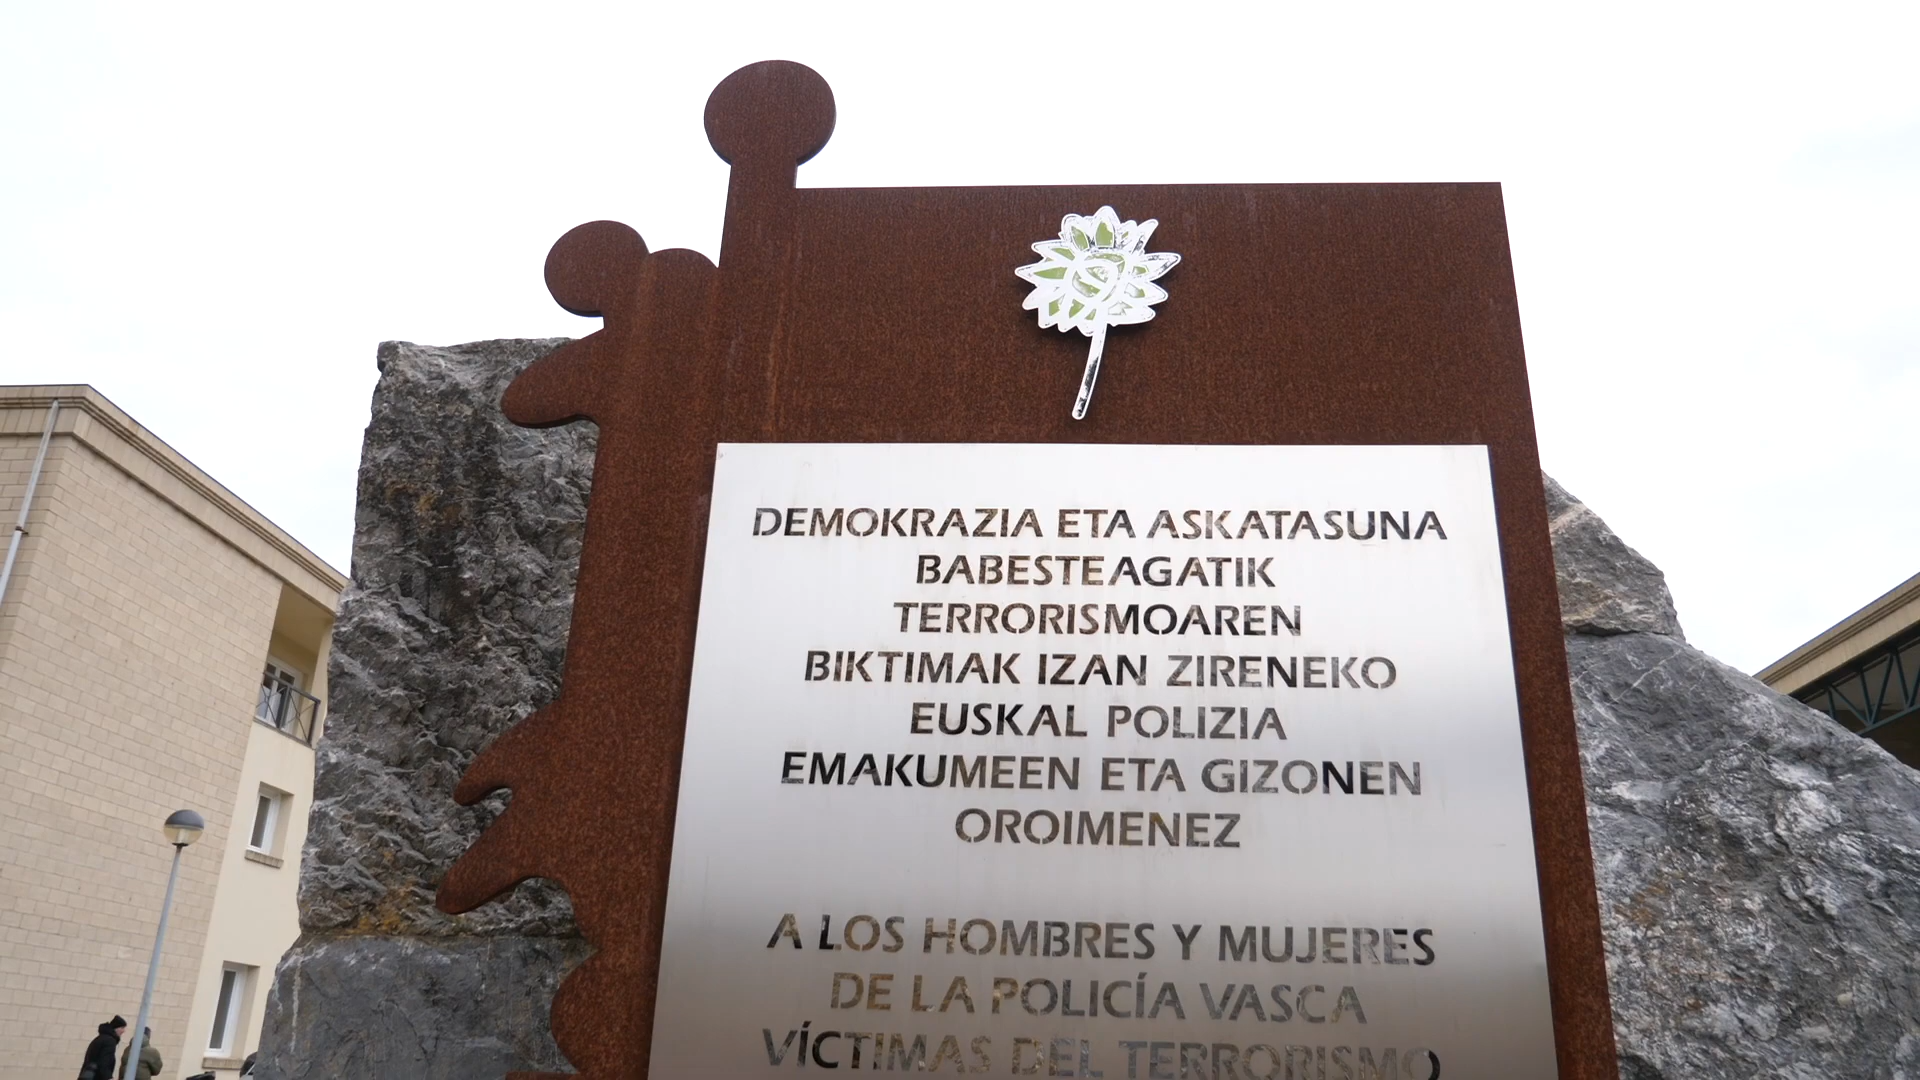 DEMOKRAZIA ETA ASKATASUNA
BABESTEAGATIK
TERRORISMOAREN
BIKTIMAK IZAN ZIRENEKO
EUSKAL POLIZIA
EMAKUMEEN ETA GIZONEN
OROIMENEZ
A LOS HOMBRES Y MUJERES
DE LA POLICÍA VASCA
VÍCTIMAS DEL TERRORISMO